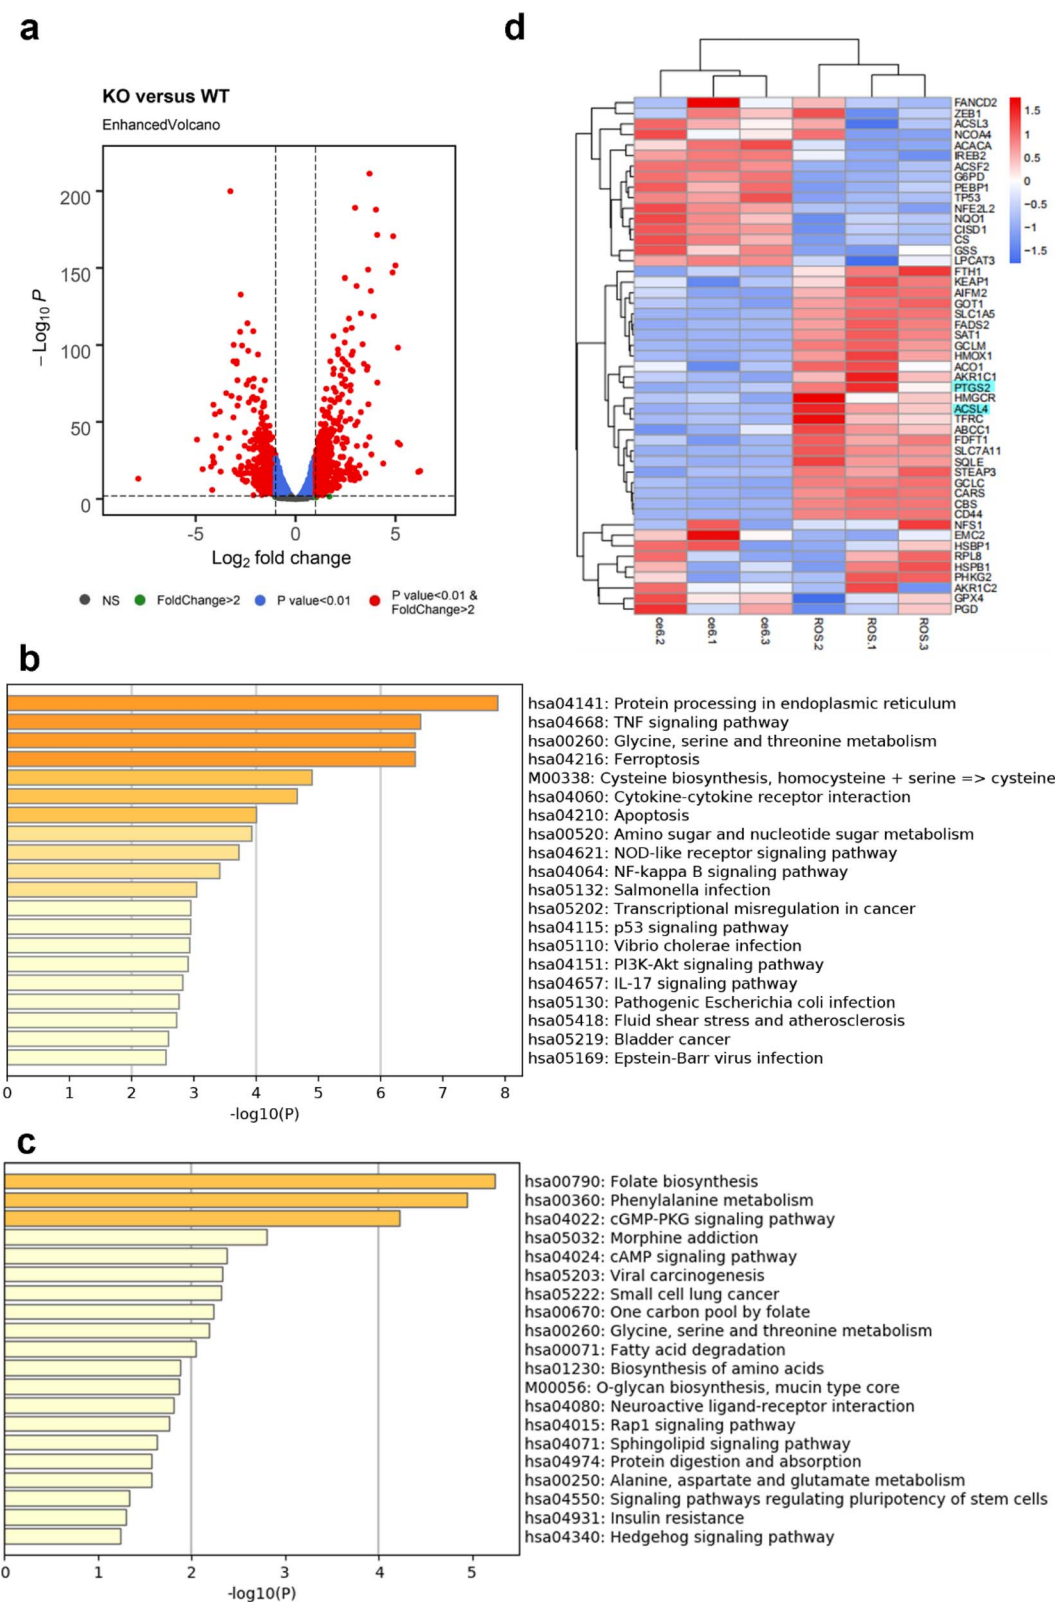 a
KO versus WT
EnhancedVolcano
− Log10 P
200
150
100
50
0
-5
0
5
Log2 fold change
NS
FoldChange>2
P value<0.01
P value<0.01 &
FoldChange>2
d
FANCD2
ZEB1
ACSL3
NCOA4
ACACA
IREB2
ACSF2
G6PD
PEBP1
TP53
NFE2L2
NQO1
CISD1
CS
GSS
LPCAT3
FTH1
KEAP1
AIFM2
GOT1
SLC1A5
FADS2
SAT1
GCLM
HMOX1
ACO1
AKR1C1
PTGS2
HMGCR
ACSL4
TFRC
ABCC1
FDFT1
SLC7A11
SQLE
STEAP3
GCLC
CARS
CBS
CD44
NFS1
EMC2
HSBP1
RPL8
HSPB1
PHKG2
AKR1C2
GPX4
PGD
1.5
1
0.5
0
−0.5
−1
−1.5
ce6.2
ce6.1
ce6.3
ROS.2
ROS.1
ROS.3
b
hsa04141: Protein processing in endoplasmic reticulum
hsa04668: TNF signaling pathway
hsa00260: Glycine, serine and threonine metabolism
hsa04216: Ferroptosis
M00338: Cysteine biosynthesis, homocysteine + serine => cysteine
hsa04060: Cytokine-cytokine receptor interaction
hsa04210: Apoptosis
hsa00520: Amino sugar and nucleotide sugar metabolism
hsa04621: NOD-like receptor signaling pathway
hsa04064: NF-kappa B signaling pathway
hsa05132: Salmonella infection
hsa05202: Transcriptional misregulation in cancer
hsa04115: p53 signaling pathway
hsa05110: Vibrio cholerae infection
hsa04151: PI3K-Akt signaling pathway
hsa04657: IL-17 signaling pathway
hsa05130: Pathogenic Escherichia coli infection
hsa05418: Fluid shear stress and atherosclerosis
hsa05219: Bladder cancer
hsa05169: Epstein-Barr virus infection
0 1 2 3 4 5 6 7 8
-log10(P)
c
hsa00790: Folate biosynthesis
hsa00360: Phenylalanine metabolism
hsa04022: cGMP-PKG signaling pathway
hsa05032: Morphine addiction
hsa04024: cAMP signaling pathway
hsa05203: Viral carcinogenesis
hsa05222: Small cell lung cancer
hsa00670: One carbon pool by folate
hsa00260: Glycine, serine and threonine metabolism
hsa00071: Fatty acid degradation
hsa01230: Biosynthesis of amino acids
M00056: O-glycan biosynthesis, mucin type core
hsa04080: Neuroactive ligand-receptor interaction
hsa04015: Rap1 signaling pathway
hsa04071: Sphingolipid signaling pathway
hsa04974: Protein digestion and absorption
hsa00250: Alanine, aspartate and glutamate metabolism
hsa04550: Signaling pathways regulating pluripotency of stem cells
hsa04931: Insulin resistance
hsa04340: Hedgehog signaling pathway
0 1 2 3 4 5
-log10(P)